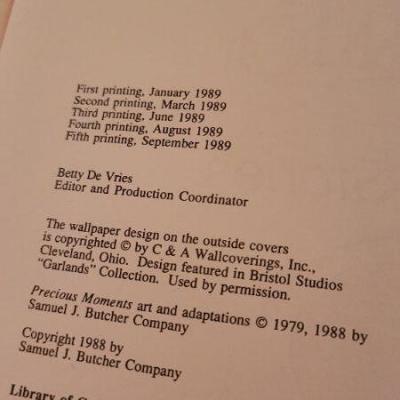 First printing, January 1989
Second printing, March 1989
Third printing, June 1989
Fourth printing, August 1989
Fifth printing, September 1989
Betty De Vries
Editor and Production Coordinator
The wallpaper design on the outside covers
is copyrighted © by C & A Wallcoverings, Inc.,
Cleveland, Ohio. Design featured in Bristol Studios
"Garlands" Collection. Used by permission.
Precious Moments art and adaptations © 1979, 1988 by
Samuel J. Butcher Company
Copyright 1988 by
Samuel J. Butcher Company
Library of